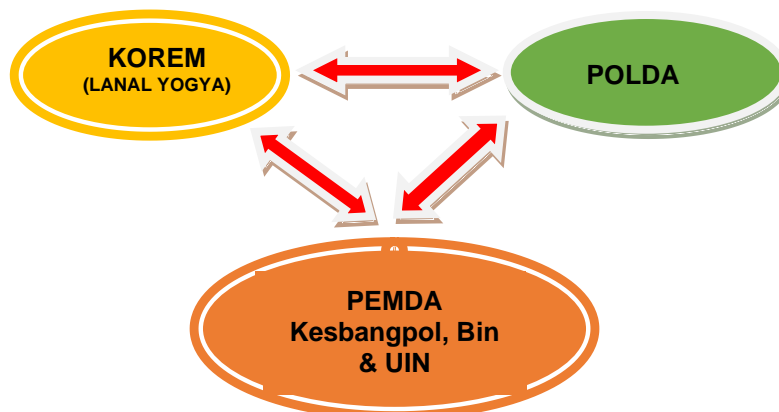 KOREM
(LANAL YOGYA)
POLDA
PEMDA
Kesbangpol, Bin
& UIN